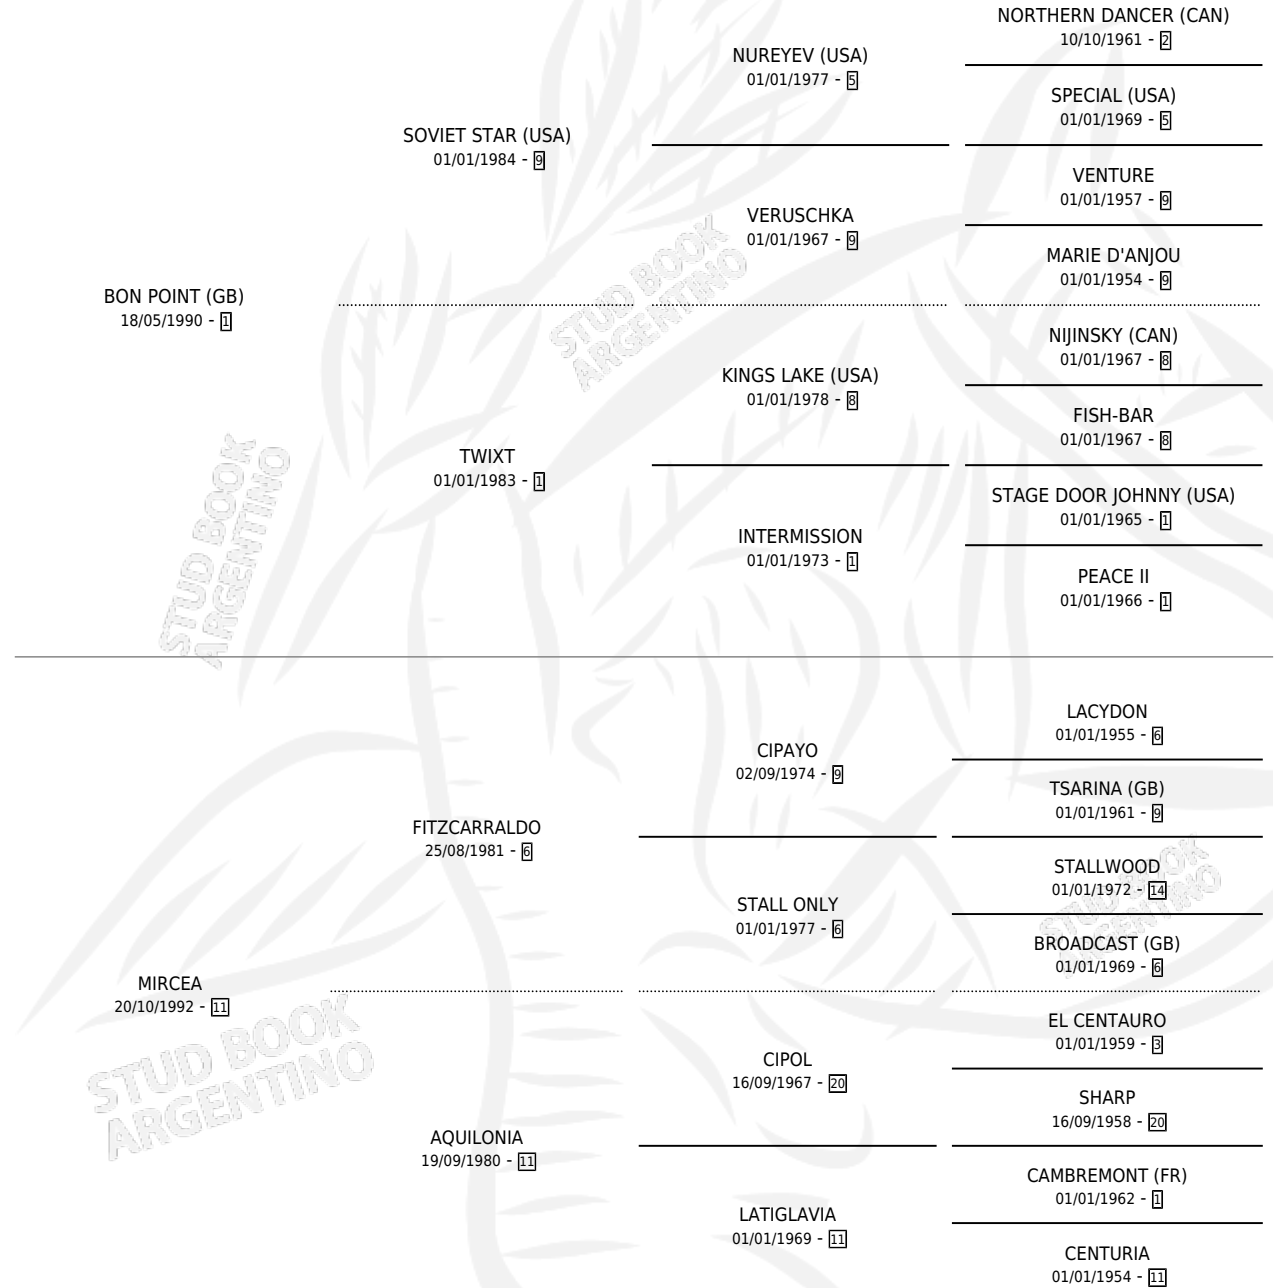 NORTHERN DANCER (CAN)
10/10/1961 - 2
NUREYEV (USA)
01/01/1977 - 5
SPECIAL (USA)
01/01/1969 - 5
SOVIET STAR (USA)
01/01/1984 - 9
VENTURE
01/01/1957 - 9
VERUSCHKA
01/01/1967 - 9
MARIE D'ANJOU
01/01/1954 - 9
BON POINT (GB)
18/05/1990 - 1
NIJINSKY (CAN)
01/01/1967 - 8
KINGS LAKE (USA)
01/01/1978 - 8
FISH-BAR
01/01/1967 - 8
TWIXT
01/01/1983 - 1
STAGE DOOR JOHNNY (USA)
01/01/1965 - 1
INTERMISSION
01/01/1973 - 1
PEACE II
01/01/1966 - 1
LACYDON
01/01/1955 - 6
CIPAYO
02/09/1974 - 9
TSARINA (GB)
01/01/1961 - 9
FITZCARRALDO
25/08/1981 - 6
STALLWOOD
01/01/1972 - 14
STALL ONLY
01/01/1977 - 6
BROADCAST (GB)
01/01/1969 - 6
MIRCEA
20/10/1992 - 11
EL CENTAURO
01/01/1959 - 3
CIPOL
16/09/1967 - 20
SHARP
16/09/1958 - 20
AQUILONIA
19/09/1980 - 11
CAMBREMONT (FR)
01/01/1962 - 1
LATIGLAVIA
01/01/1969 - 11
CENTURIA
01/01/1954 - 11
STUD BOOK
ARGENTINO
STUD BOOK
ARGENTINO
STUD BOOK
ARGENTINO
STUD BOOK
ARGENTINO